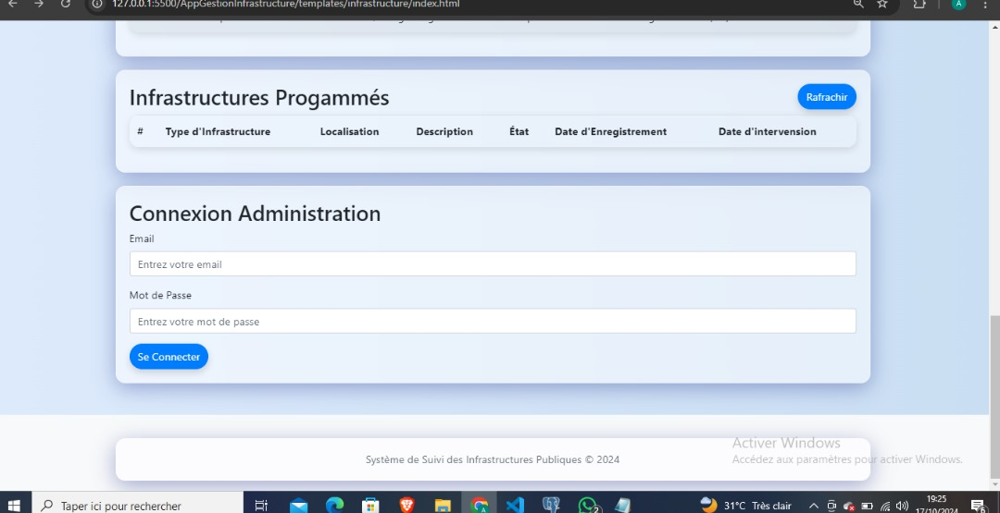 127.0.0.1:5500/AppGestionInfrastructure/templates/infrastructure/index.html
A
Infrastructures Progammés
Rafrachir
# Type d'Infrastructure Localisation Description État Date d'Enregistrement Date d'intervension
Connexion Administration
Email
Entrez votre email
Mot de Passe
Entrez votre mot de passe
Se Connecter
Activer Windows
Système de Suivi des Infrastructures Publiques © 2024
Accédez aux paramètres pour activer Windows.
Taper ici pour rechercher
2
31°C Très clair
19:25
17/10/2024
6